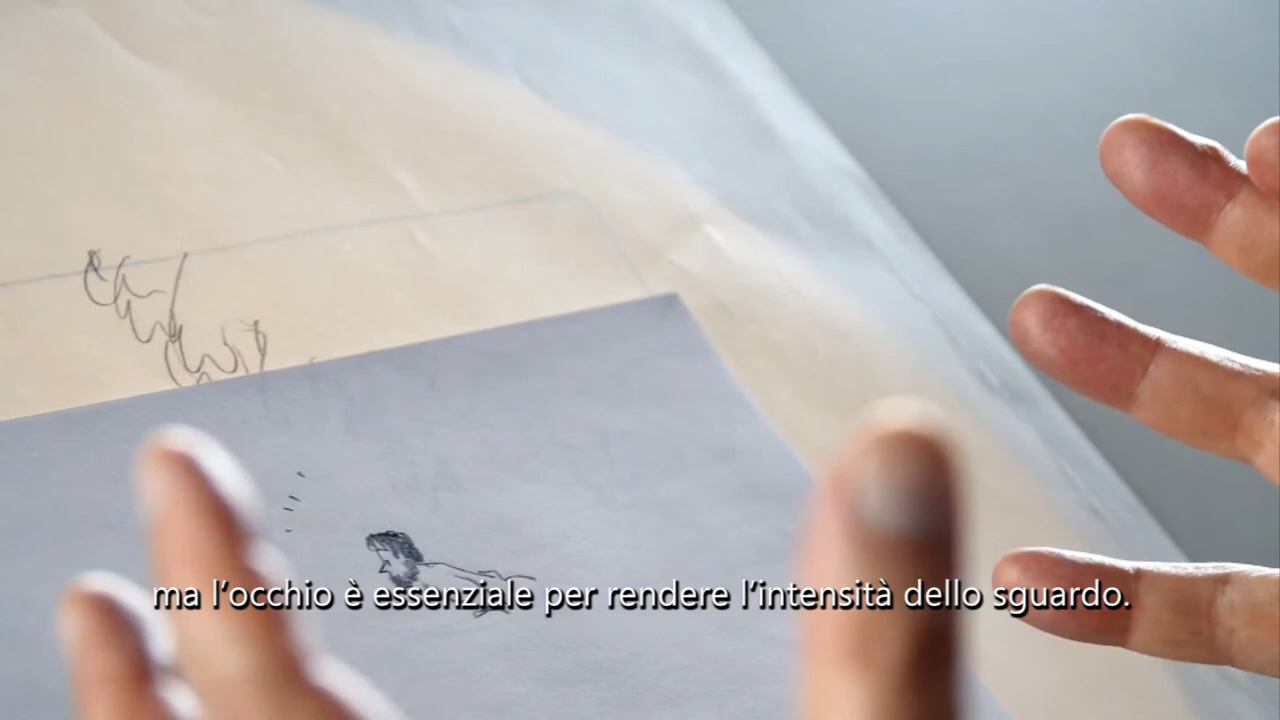 ma l’occhio è essenziale per rendere l’intensità dello sguardo.